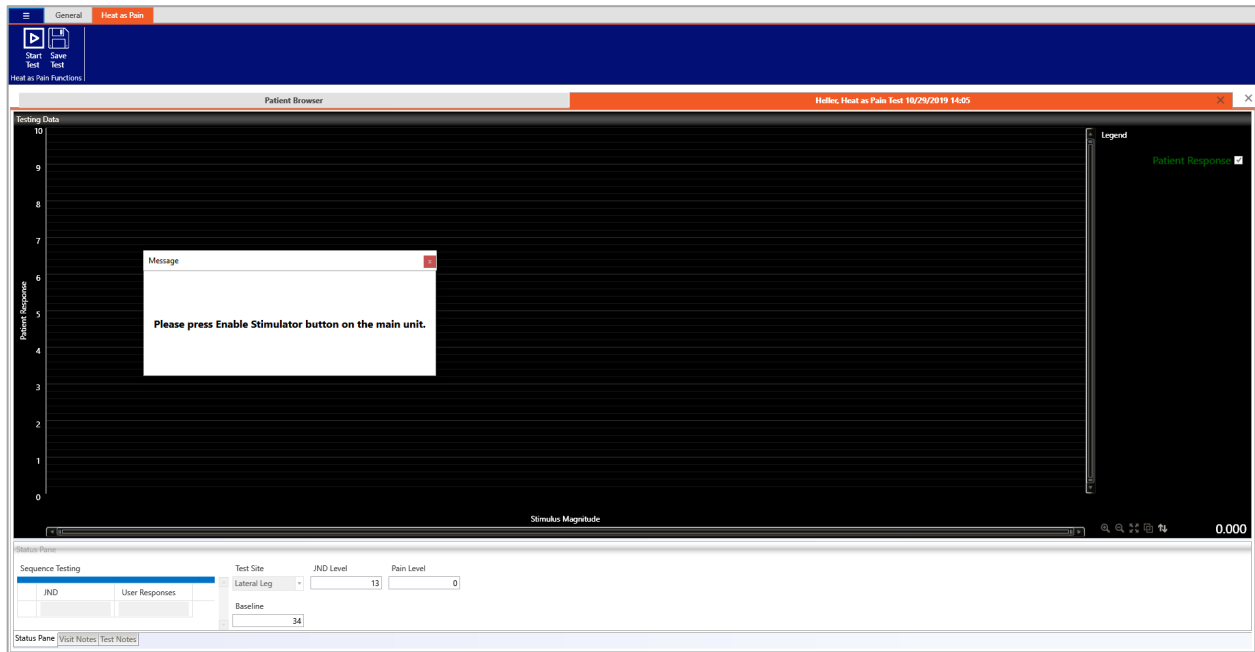 General
Heat as Pain
Start
Test
Save
Test
Heat as Pain Functions
Patient Browser
Heller, Heat as Pain Test 10/29/2019 14:05
Testing Data
10
9
8
7
6
5
4
3
2
1
0
Patient Response
Stimulus Magnitude
Legend
Patient Response
Message
Please press Enable Stimulator button on the main unit.
0.000
Status Pane
Sequence Testing
JND
User Responses
Test Site
Lateral Leg
JND Level
13
Pain Level
0
Baseline
34
Status Pane
Visit Notes
Test Notes